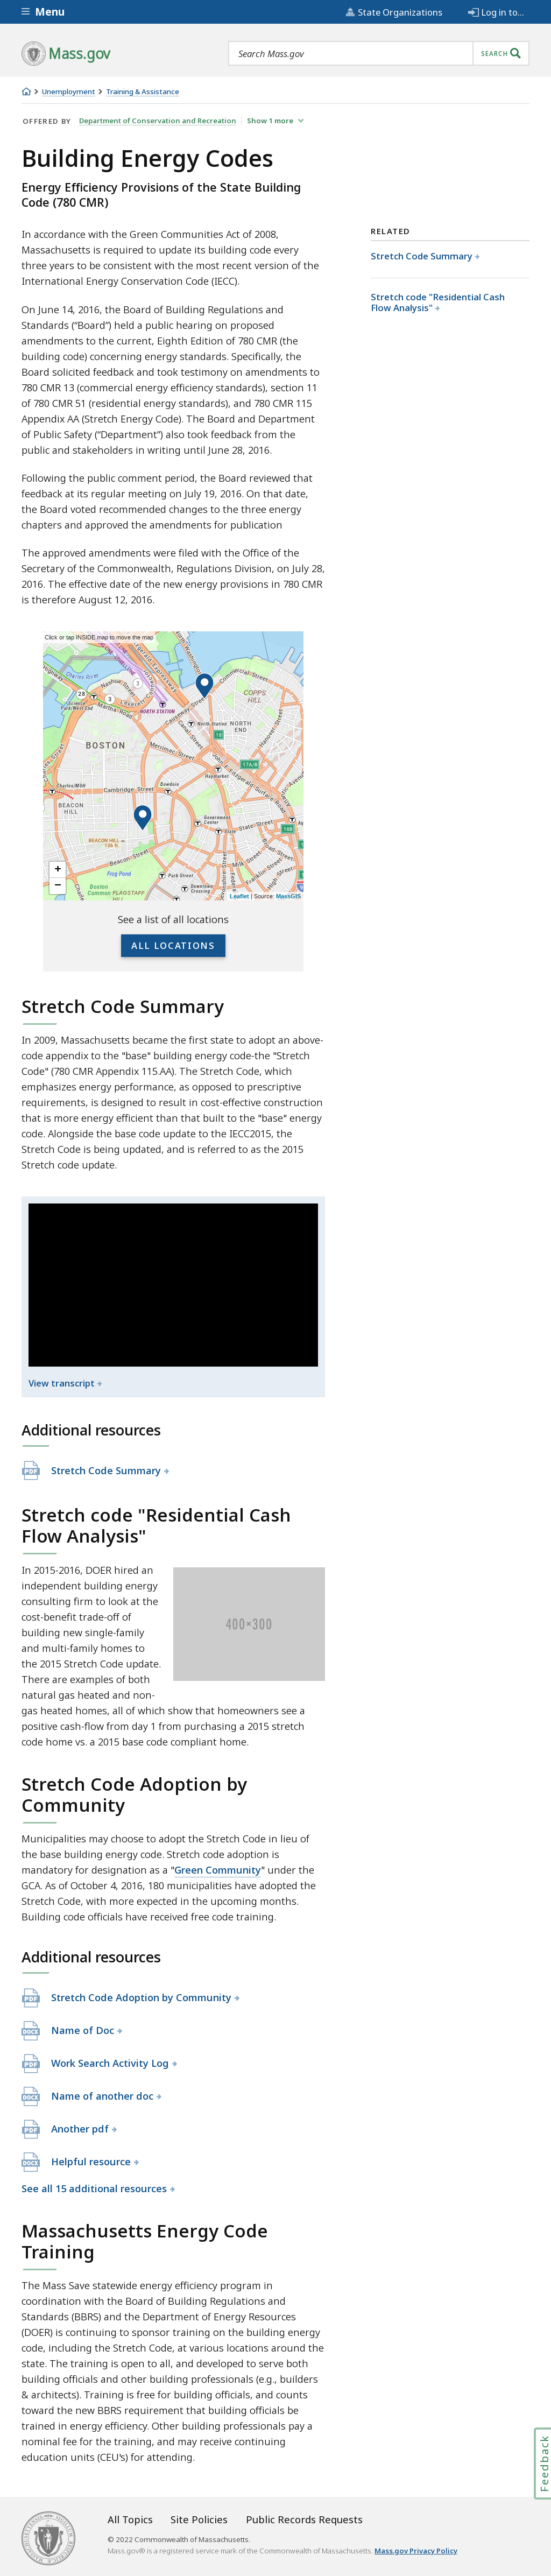 Menu
State Organizations
Log in to...
Mass.gov
Search Mass.gov
SEARCH
Unemployment
Training & Assistance
OFFERED BY
Department of Conservation and Recreation
Show 1 more
Building Energy Codes
Energy Efficiency Provisions of the State Building
Code (780 CMR)
In accordance with the Green Communities Act of 2008,
Massachusetts is required to update its building code every
three years to be consistent with the most recent version of the
International Energy Conservation Code (IECC).
On June 14, 2016, the Board of Building Regulations and
Standards (“Board”) held a public hearing on proposed
amendments to the current, Eighth Edition of 780 CMR (the
building code) concerning energy standards. Specifically, the
Board solicited feedback and took testimony on amendments to
780 CMR 13 (commercial energy efficiency standards), section 11
of 780 CMR 51 (residential energy standards), and 780 CMR 115
Appendix AA (Stretch Energy Code). The Board and Department
of Public Safety (“Department”) also took feedback from the
public and stakeholders in writing until June 28, 2016.
Following the public comment period, the Board reviewed that
feedback at its regular meeting on July 19, 2016. On that date,
the Board voted recommended changes to the three energy
chapters and approved the amendments for publication
The approved amendments were filed with the Office of the
Secretary of the Commonwealth, Regulations Division, on July 28,
2016. The effective date of the new energy provisions in 780 CMR
is therefore August 12, 2016.
RELATED
Stretch Code Summary
Stretch code "Residential Cash
Flow Analysis"
Click or tap INSIDE map to move the map
Charles River
COPPS
HILL
28
3
3
NORTH STATION
North Station
NORTH
END
BOSTON
Merrimac Street
17A/B
Haymarket
Charles/MGH
Cambridge Street
Bowdoin
BEACON
HILL
Government
Center
State
18B
BEACON HILL
106 ft
Frog Pond
Park Street
Boston
Common
FLAGSTAFF
HILL
Downtown
Crossing
+
−
Leaflet | Source: MassGIS
See a list of all locations
ALL LOCATIONS
Stretch Code Summary
In 2009, Massachusetts became the first state to adopt an above-
code appendix to the "base" building energy code-the "Stretch
Code" (780 CMR Appendix 115.AA). The Stretch Code, which
emphasizes energy performance, as opposed to prescriptive
requirements, is designed to result in cost-effective construction
that is more energy efficient than that built to the "base" energy
code. Alongside the base code update to the IECC2015, the
Stretch Code is being updated, and is referred to as the 2015
Stretch code update.
View transcript
Additional resources
PDF
Stretch Code Summary
Stretch code "Residential Cash
Flow Analysis"
In 2015-2016, DOER hired an
independent building energy
consulting firm to look at the
cost-benefit trade-off of
building new single-family
and multi-family homes to
the 2015 Stretch Code update.
There are examples of both
natural gas heated and non-
gas heated homes, all of which show that homeowners see a
positive cash-flow from day 1 from purchasing a 2015 stretch
code home vs. a 2015 base code compliant home.
400×300
Stretch Code Adoption by
Community
Municipalities may choose to adopt the Stretch Code in lieu of
the base building energy code. Stretch code adoption is
mandatory for designation as a "Green Community" under the
GCA. As of October 4, 2016, 180 municipalities have adopted the
Stretch Code, with more expected in the upcoming months.
Building code officials have received free code training.
Additional resources
PDF
Stretch Code Adoption by Community
DOCX
Name of Doc
PDF
Work Search Activity Log
DOCX
Name of another doc
PDF
Another pdf
DOCX
Helpful resource
See all 15 additional resources
Massachusetts Energy Code
Training
The Mass Save statewide energy efficiency program in
coordination with the Board of Building Regulations and
Standards (BBRS) and the Department of Energy Resources
(DOER) is continuing to sponsor training on the building energy
code, including the Stretch Code, at various locations around the
state. The training is open to all, and developed to serve both
building officials and other building professionals (e.g., builders
& architects). Training is free for building officials, and counts
toward the new BBRS requirement that building officials be
trained in energy efficiency. Other building professionals pay a
nominal fee for the training, and may receive continuing
education units (CEU's) for attending.
Feedback
All Topics
Site Policies
Public Records Requests
© 2022 Commonwealth of Massachusetts.
Mass.gov® is a registered service mark of the Commonwealth of Massachusetts. Mass.gov Privacy Policy